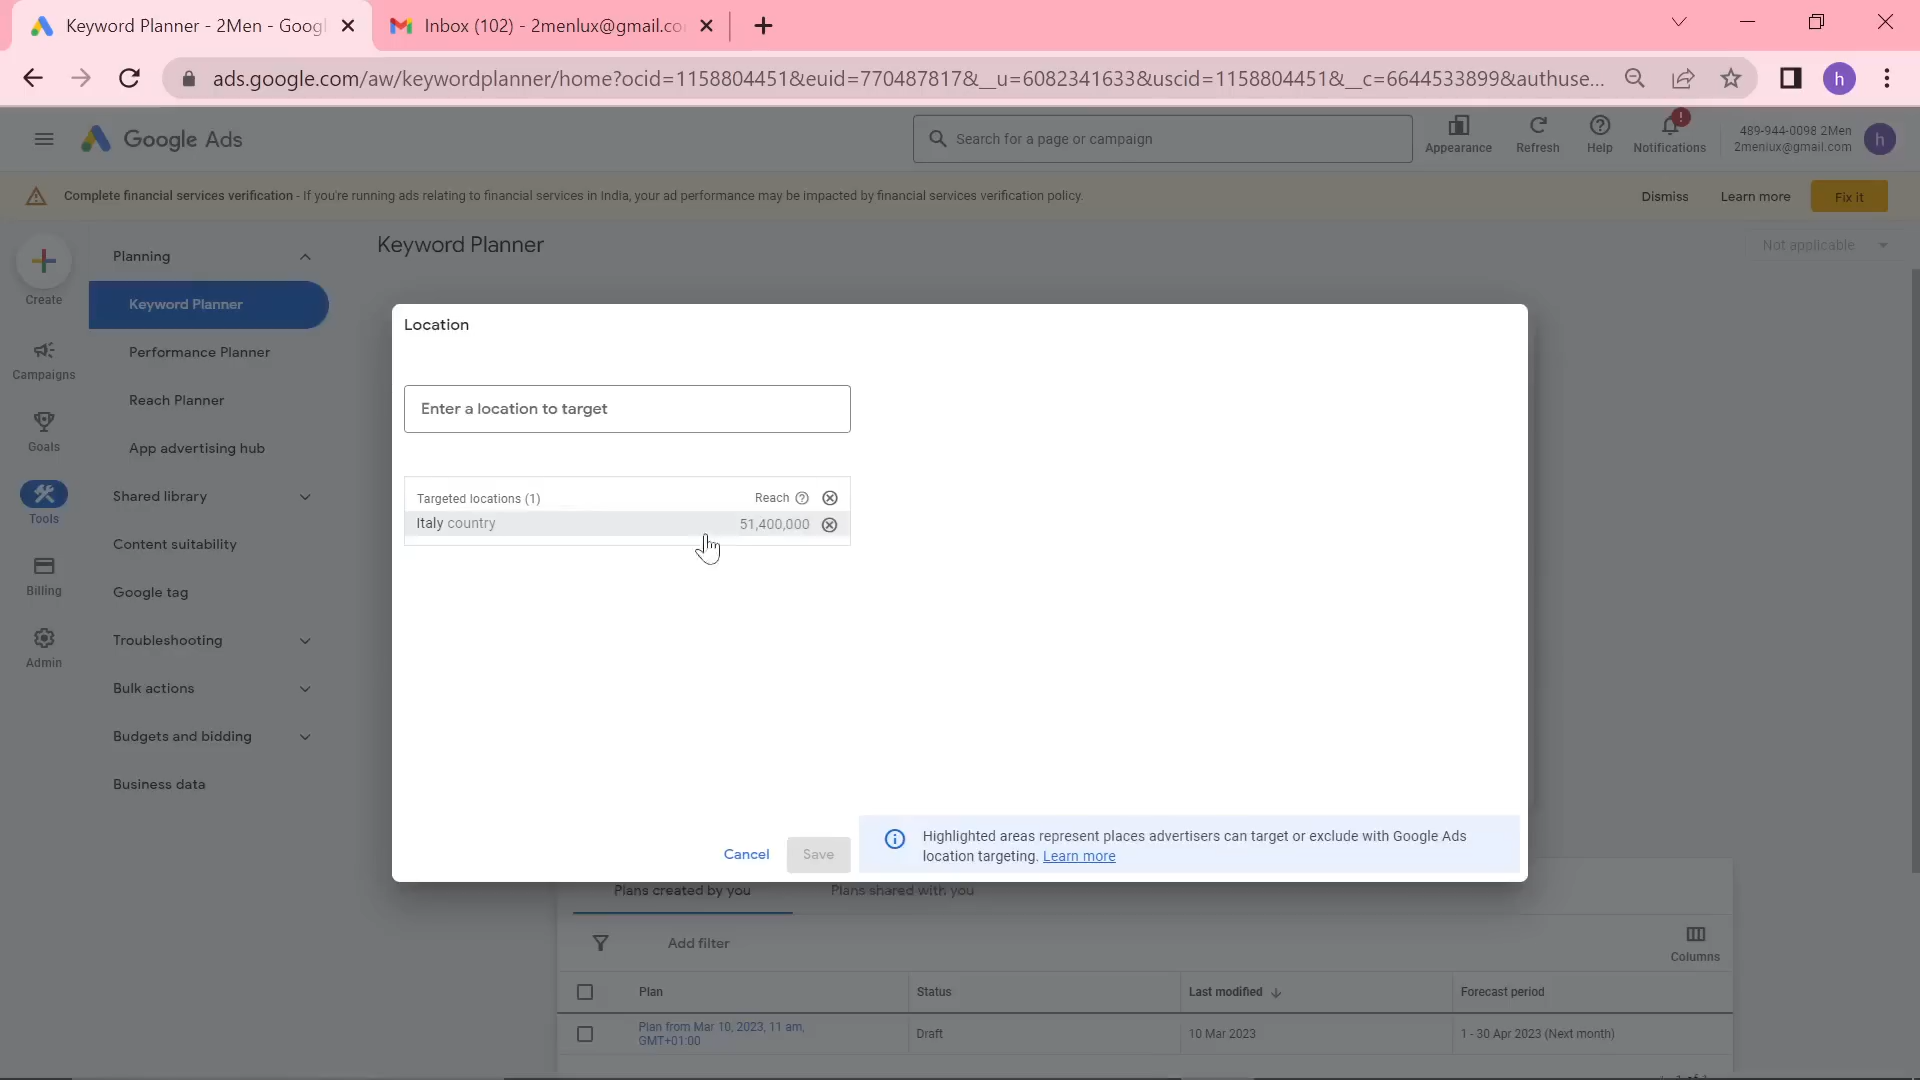 Keyword Planner - 2Men - Googl
Inbox (102) - 2menlux@gmail.co
ads.google.com/aw/keywordplanner/home?ocid=1158804451&euid=770487817&__u=6082341633&uscid=1158804451&__c=6644533899&authuse...
h
Google Ads
Search for a page or campaign
Appearance
Refresh
Help
Notifications
489-944-0098 2Men
2menlux@gmail.com
h
Complete financial services verification - If you're running ads relating to financial services in India, your ad performance may be impacted by financial services verification policy.
Dismiss
Learn more
Fix it
Create
Campaigns
Goals
Tools
Billing
Admin
Planning
Keyword Planner
Performance Planner
Reach Planner
App advertising hub
Shared library
Content suitability
Google tag
Troubleshooting
Bulk actions
Budgets and bidding
Business data
Keyword Planner
Not applicable
Location
Enter a location to target
Targeted locations (1) Reach
Italy country 51,400,000
Cancel
Save
Highlighted areas represent places advertisers can target or exclude with Google Ads
location targeting. Learn more
Plans created by you
Plans shared with you
Add filter
Columns
Plan Status Last modified Forecast period
Plan from Mar 10, 2023, 11 am,
GMT+01:00
Draft
10 Mar 2023
1 - 30 Apr 2023 (Next month)